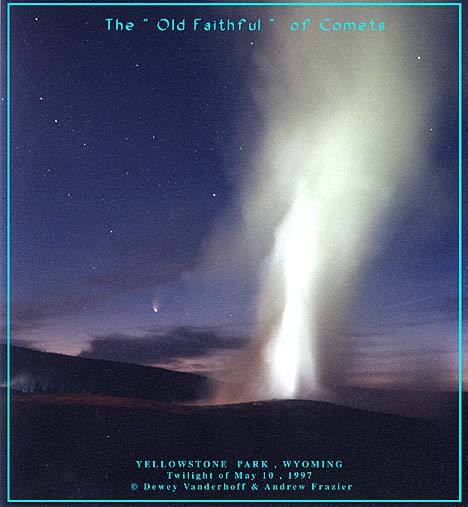 The " Old Faithful " of Comets
YELLOWSTONE PARK , WYOMING
Twilight of May 10 , 1997
© Dewey Vanderhoff & Andrew Frazier